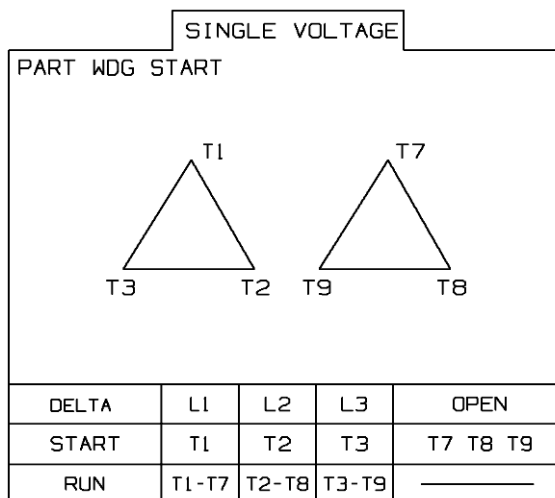 SINGLE VOLTAGE
PART WDG START
T1 T7
T3 T2 T9 T8
DELTA L1 L2 L3 OPEN
START T1 T2 T3 T7 T8 T9
RUN T1-T7 T2-T8 T3-T9